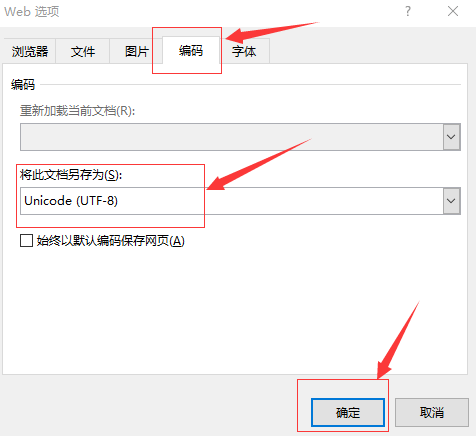 Web 选项
浏览器 文件 图片 编码 字体
编码
重新加载当前文档(R):
将此文档另存为(S):
Unicode (UTF-8)
始终以默认编码保存网页(A)
确定 取消